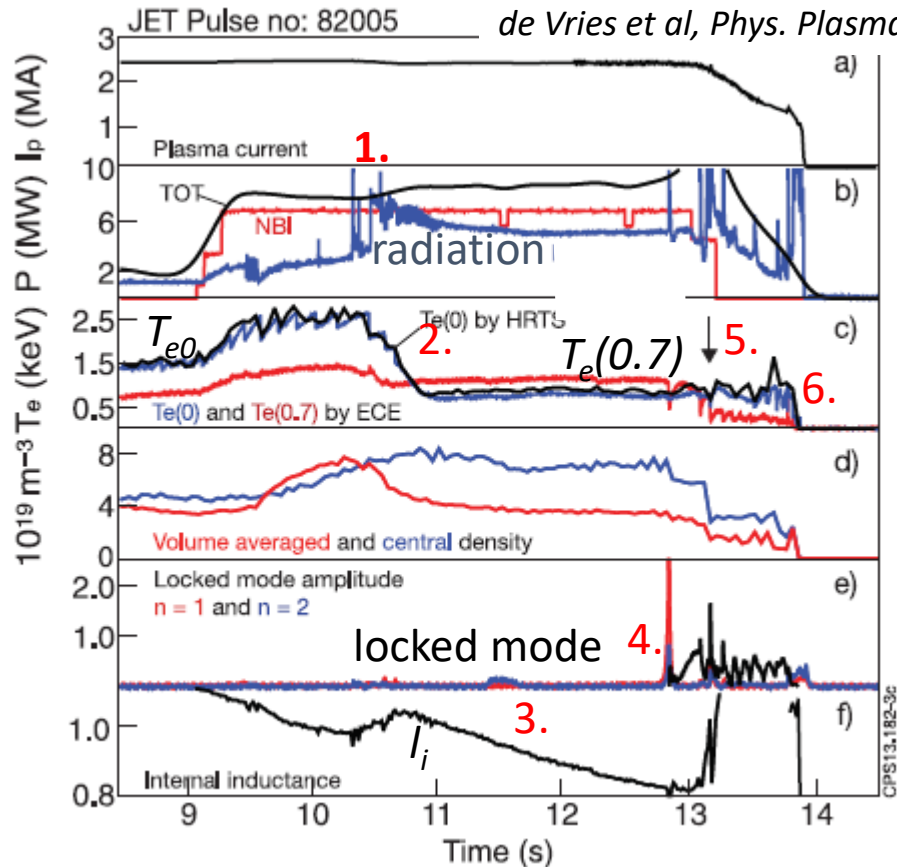 JET Pulse no: 82005
de Vries et al, Phys. Plasma
10¹⁹ m⁻³ Te (keV) P (MW) Ip (MA)
3
2
1
a)
Plasma current
1.
10
6
2
b)
TOT
NBI
radiation
2.5
1.5
0.5
c)
Te0
2.
Te(0) by HRTS
Te(0.7)
5.
6.
Te(0) and Te(0.7) by ECE
8
4
0
d)
Volume averaged and central density
2.0
1.0
e)
Locked mode amplitude
n = 1 and n = 2
locked mode
4.
1.0
0.8
f)
3.
li
Internal inductance
9 10 11 12 13 14
Time (s)
CPS13.182-3c